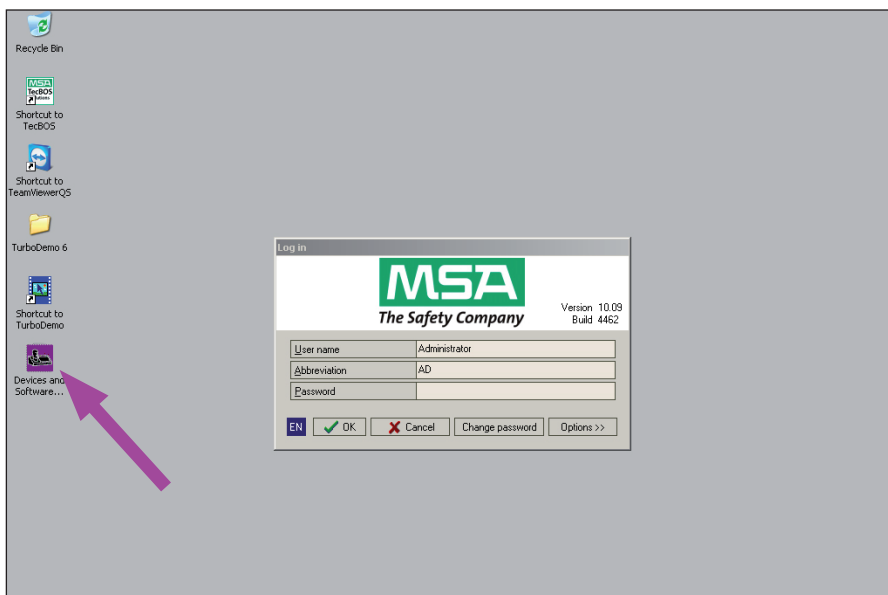 Recycle Bin
MSA
TecBOS
Shortcut to
TecBOS
Shortcut to
TeamViewerQS
TurboDemo 6
Shortcut to
TurboDemo
Devices and
Software...
Log in
MSA
The Safety Company
Version 10.09
Build 4462
User name
Administrator
Abbreviation
AD
Password
EN
OK
Cancel
Change password
Options >>